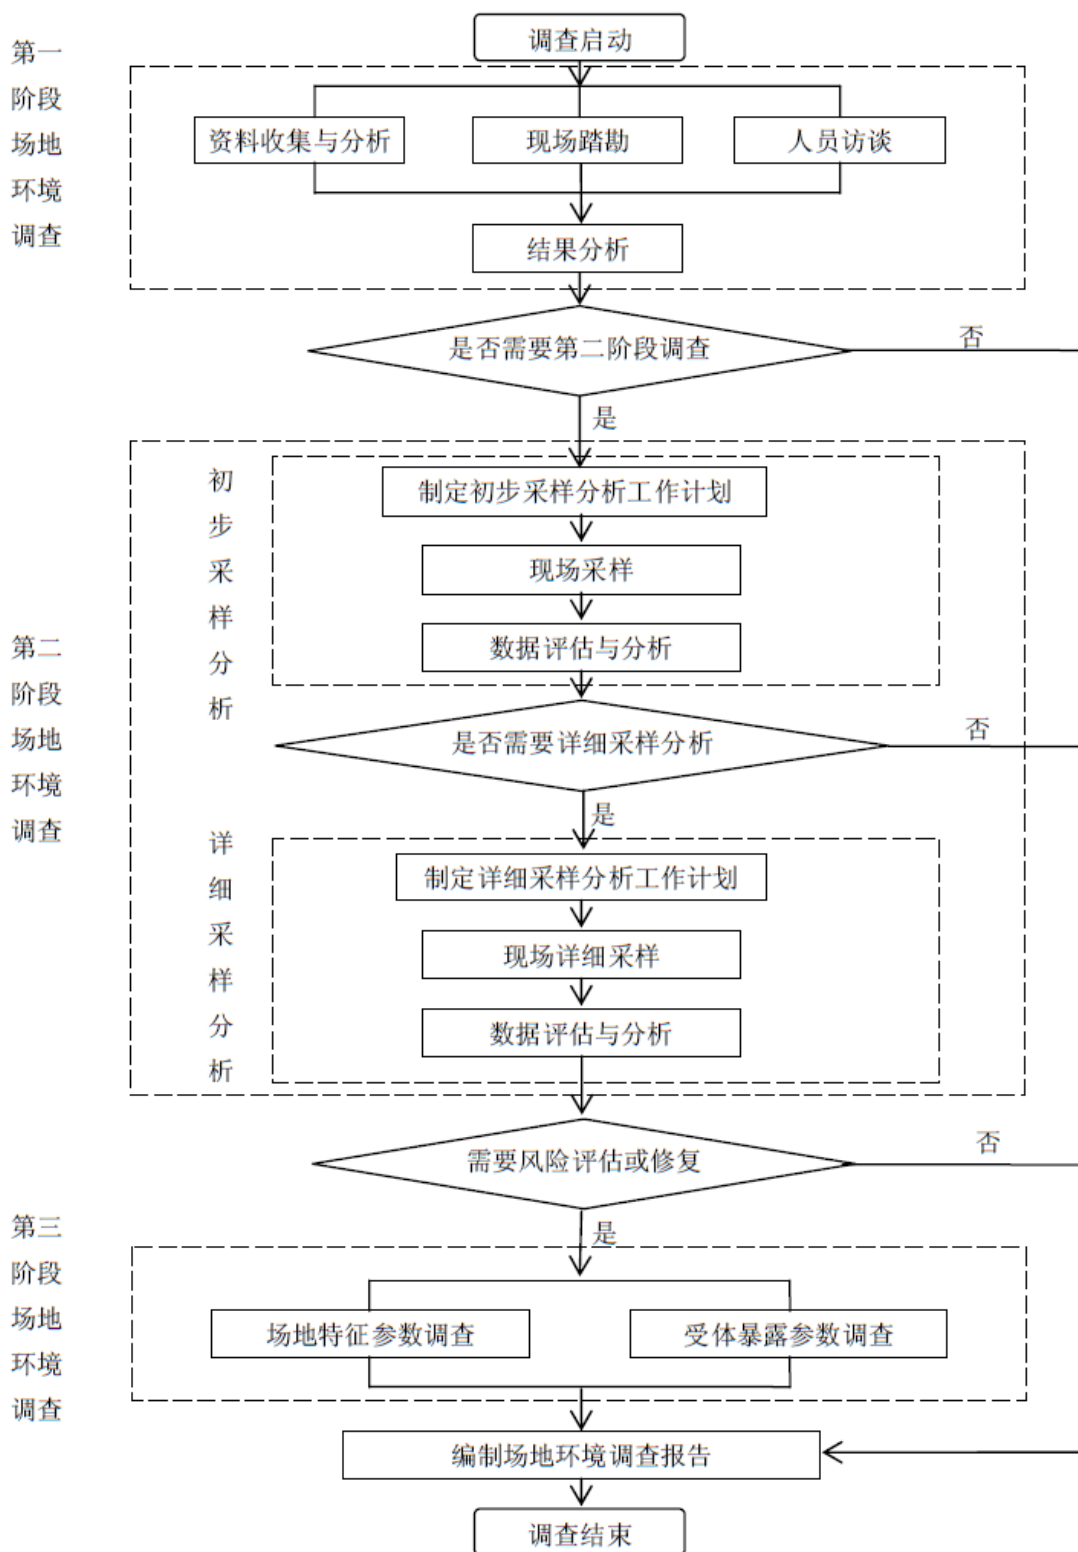 调查启动
第一
阶段
场地
环境
调查
资料收集与分析
现场踏勘
人员访谈
结果分析
是否需要第二阶段调查
否
是
第二
阶段
场地
环境
调查
初
步
采
样
分
析
制定初步采样分析工作计划
现场采样
数据评估与分析
是否需要详细采样分析
否
是
详
细
采
样
分
析
制定详细采样分析工作计划
现场详细采样
数据评估与分析
需要风险评估或修复
否
是
第三
阶段
场地
环境
调查
场地特征参数调查
受体暴露参数调查
编制场地环境调查报告
调查结束